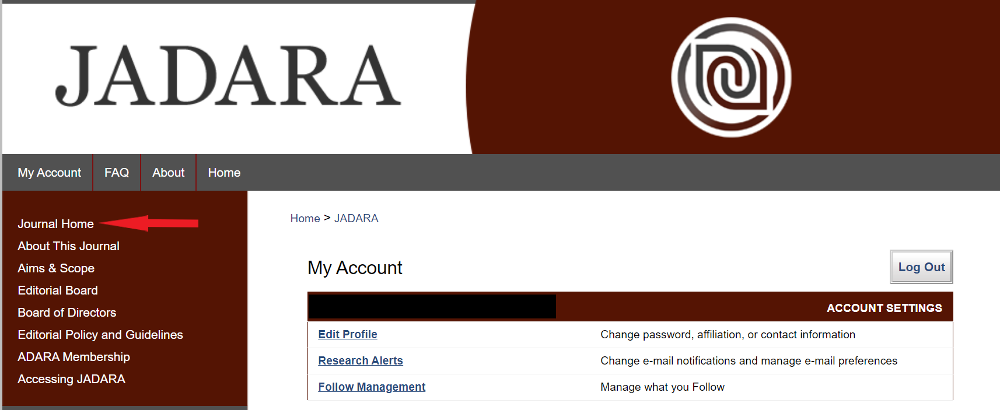 JADARA
My Account FAQ About Home
Journal Home
About This Journal
Aims & Scope
Editorial Board
Board of Directors
Editorial Policy and Guidelines
ADARA Membership
Accessing JADARA
Home > JADARA
My Account
Log Out
ACCOUNT SETTINGS
Edit Profile Change password, affiliation, or contact information
Research Alerts Change e-mail notifications and manage e-mail preferences
Follow Management Manage what you Follow